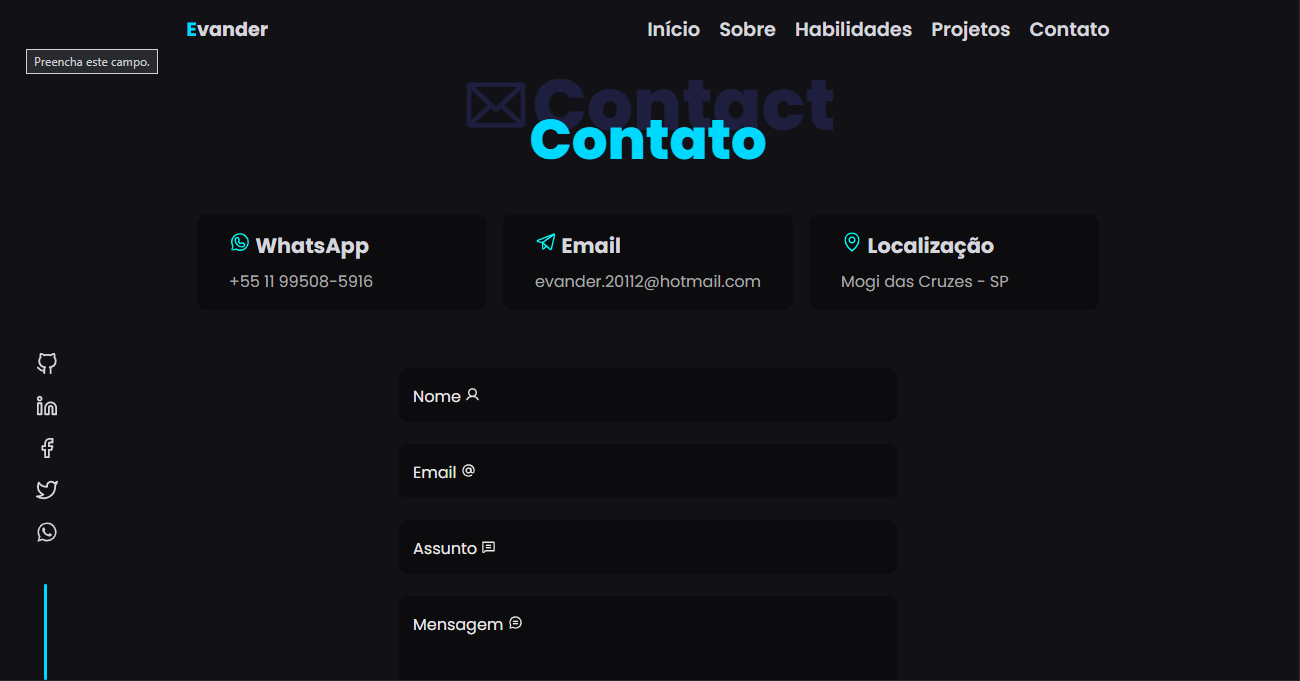 Evander Início Sobre Habilidades Projetos Contato
Preencha este campo.
Contact
Contato
WhatsApp
+55 11 99508-5916
Email
evander.20112@hotmail.com
Localização
Mogi das Cruzes - SP
Nome
Email
Assunto
Mensagem